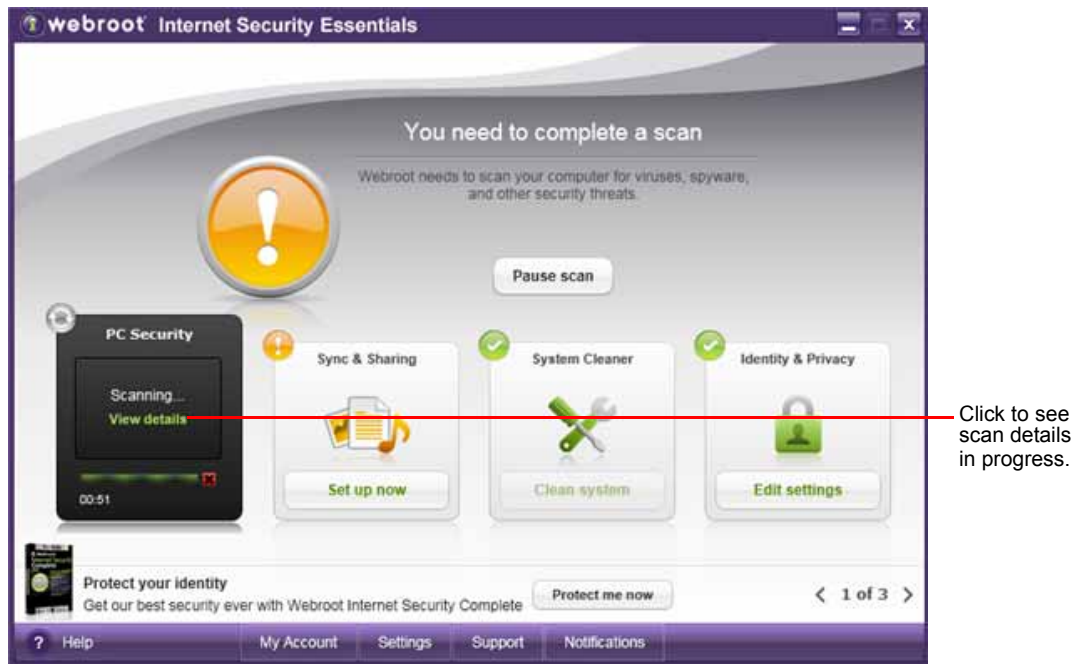 webroot Internet Security Essentials
You need to complete a scan
Webroot needs to scan your computer for viruses, spyware,
and other security threats.
Pause scan
PC Security
Scanning...
View details
00:51
Sync & Sharing
Set up now
System Cleaner
Clean system
Identity & Privacy
Edit settings
Click to see
scan details
in progress.
Protect your identity
Get our best security ever with Webroot Internet Security Complete
Protect me now
< 1 of 3 >
? Help
My Account
Settings
Support
Notifications